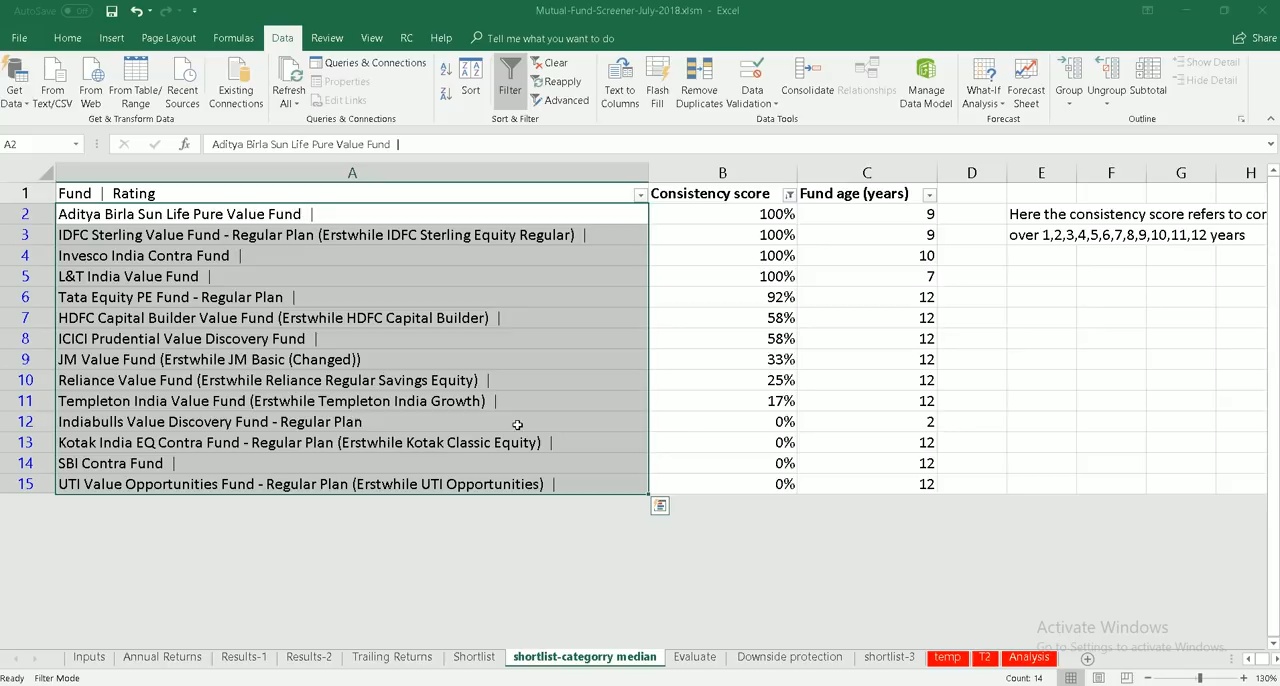 AutoSave Off
Mutual-Fund-Screener-July-2018.xlsm - Excel
File Home Insert Page Layout Formulas Data Review View RC Help Tell me what you want to do Share
Get Data From Text/CSV From Web From Table/Range Recent Sources Existing Connections
Get & Transform Data
Refresh All Queries & Connections Properties Edit Links
Queries & Connections
Sort Filter Clear Reapply Advanced
Sort & Filter
Text to Columns Flash Fill Remove Duplicates Data Validation Consolidate Relationships Manage Data Model
Data Tools
What-If Analysis Forecast Sheet
Forecast
Group Ungroup Subtotal Show Detail Hide Detail
Outline
A2 fx Aditya Birla Sun Life Pure Value Fund |
A B C D E F G H
1 Fund | Rating Consistency score Fund age (years)
2 Aditya Birla Sun Life Pure Value Fund | 100% 9 Here the consistency score refers to cor
3 IDFC Sterling Value Fund - Regular Plan (Erstwhile IDFC Sterling Equity Regular) | 100% 9 over 1,2,3,4,5,6,7,8,9,10,11,12 years
4 Invesco India Contra Fund | 100% 10
5 L&T India Value Fund | 100% 7
6 Tata Equity PE Fund - Regular Plan | 92% 12
7 HDFC Capital Builder Value Fund (Erstwhile HDFC Capital Builder) | 58% 12
8 ICICI Prudential Value Discovery Fund | 58% 12
9 JM Value Fund (Erstwhile JM Basic (Changed)) 33% 12
10 Reliance Value Fund (Erstwhile Reliance Regular Savings Equity) | 25% 12
11 Templeton India Value Fund (Erstwhile Templeton India Growth) | 17% 12
12 Indiabulls Value Discovery Fund - Regular Plan 0% 2
13 Kotak India EQ Contra Fund - Regular Plan (Erstwhile Kotak Classic Equity) | 0% 12
14 SBI Contra Fund | 0% 12
15 UTI Value Opportunities Fund - Regular Plan (Erstwhile UTI Opportunities) | 0% 12
Activate Windows
Go to Settings to activate Windows.
Inputs Annual Returns Results-1 Results-2 Trailing Returns Shortlist shortlist-categorry median Evaluate Downside protection shortlist-3 temp T2 Analysis
Ready Filter Mode Count: 14 130%